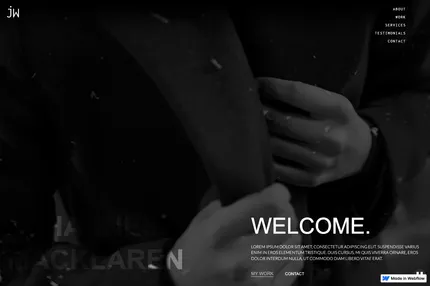 jw
ABOUT
WORK
SERVICES
TESTIMONIALS
CONTACT
WELCOME.
LOREM IPSUM DOLOR SIT AMET, CONSECTETUR ADIPISCING ELIT. SUSPENDISSE VARIUS
ENIM IN EROS ELEMENTUM TRISTIQUE. DUIS CURSUS, MI QUIS VIVERRA ORNARE, EROS
DOLOR INTERDUM NULLA, UT COMMODO DIAM LIBERO VITAE ERAT.
MY WORK
CONTACT
Made in Webflow